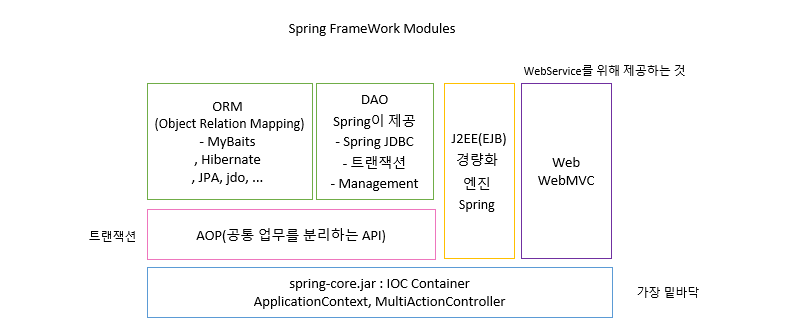 Spring FrameWork Modules
WebService를 위해 제공하는 것
ORM
(Object Relation Mapping)
- MyBaits
, Hibernate
, JPA, jdo, ...
DAO
Spring이 제공
- Spring JDBC
- 트랜잭션
- Management
J2EE(EJB)
경량화
엔진
Spring
Web
WebMVC
트랜잭션
AOP(공통 업무를 분리하는 API)
spring-core.jar : IOC Container
ApplicationContext, MultiActionController
가장 밑바닥